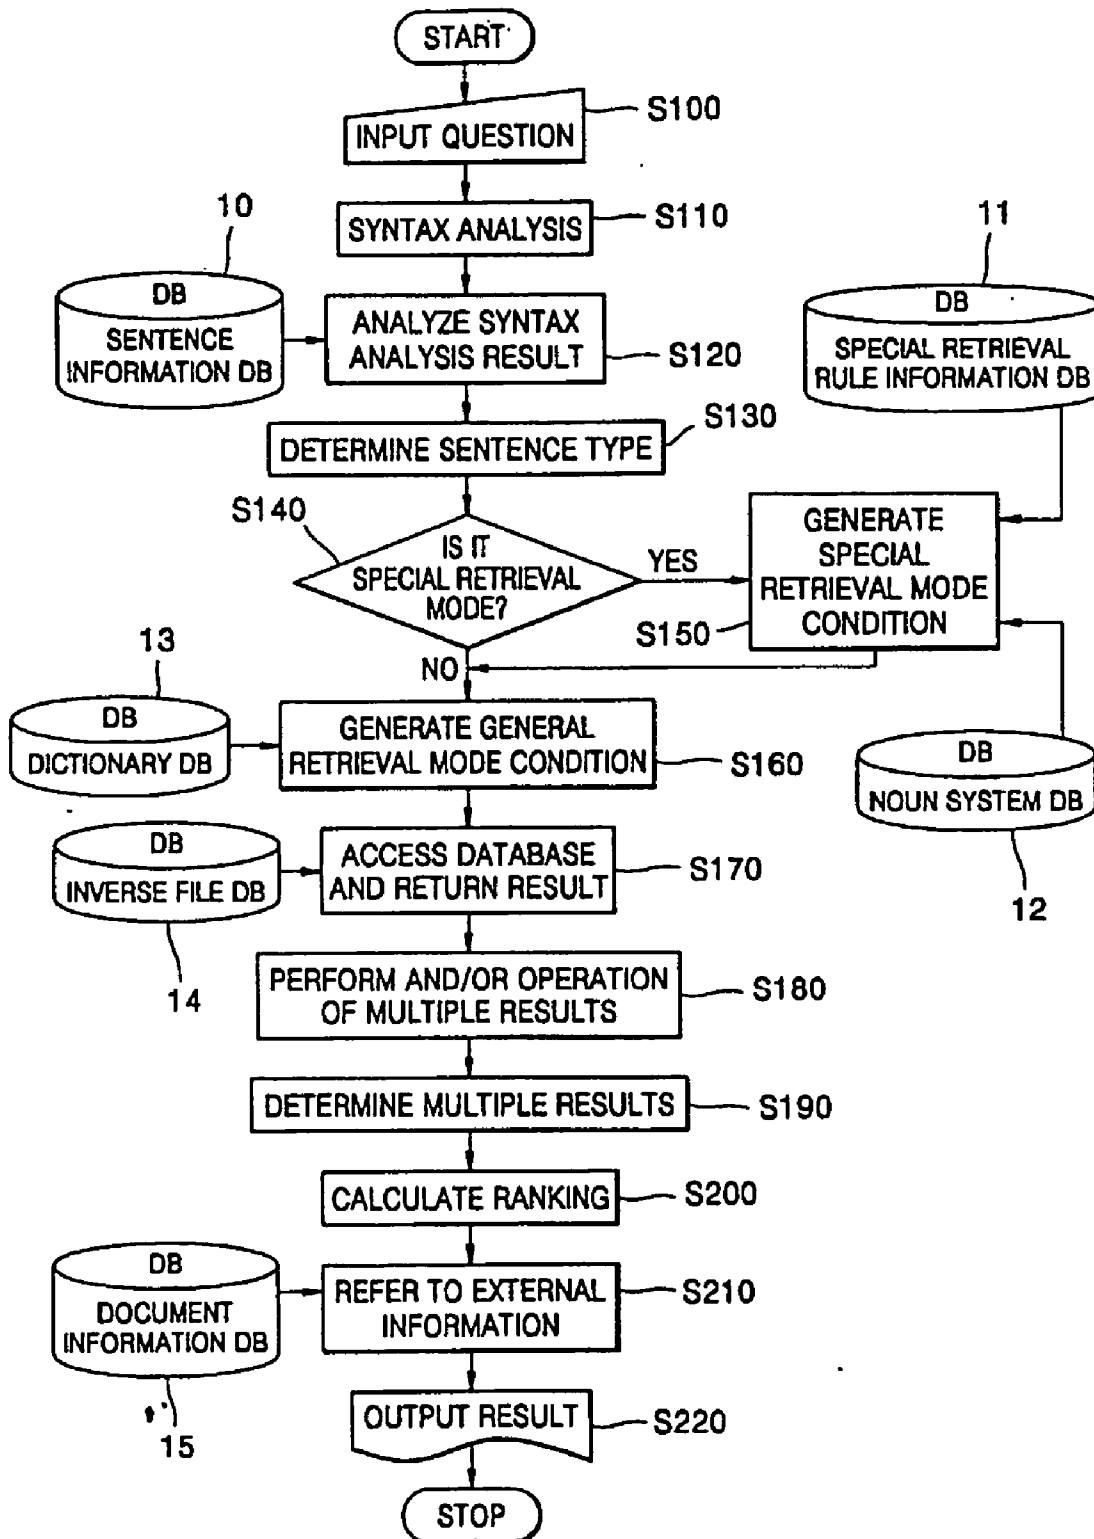 START
INPUT QUESTION
S100
SYNTAX ANALYSIS
S110
10
DB
SENTENCE
INFORMATION DB
ANALYZE SYNTAX
ANALYSIS RESULT
S120
11
DB
SPECIAL RETRIEVAL
RULE INFORMATION DB
DETERMINE SENTENCE TYPE
S130
S140
IS IT
SPECIAL RETRIEVAL
MODE?
YES
NO
GENERATE
SPECIAL
RETRIEVAL MODE
CONDITION
S150
13
DB
DICTIONARY DB
GENERATE GENERAL
RETRIEVAL MODE CONDITION
S160
DB
NOUN SYSTEM DB
12
DB
INVERSE FILE DB
14
ACCESS DATABASE
AND RETURN RESULT
S170
PERFORM AND/OR OPERATION
OF MULTIPLE RESULTS
S180
DETERMINE MULTIPLE RESULTS
S190
CALCULATE RANKING
S200
DB
DOCUMENT
INFORMATION DB
15
REFER TO EXTERNAL
INFORMATION
S210
OUTPUT RESULT
S220
STOP